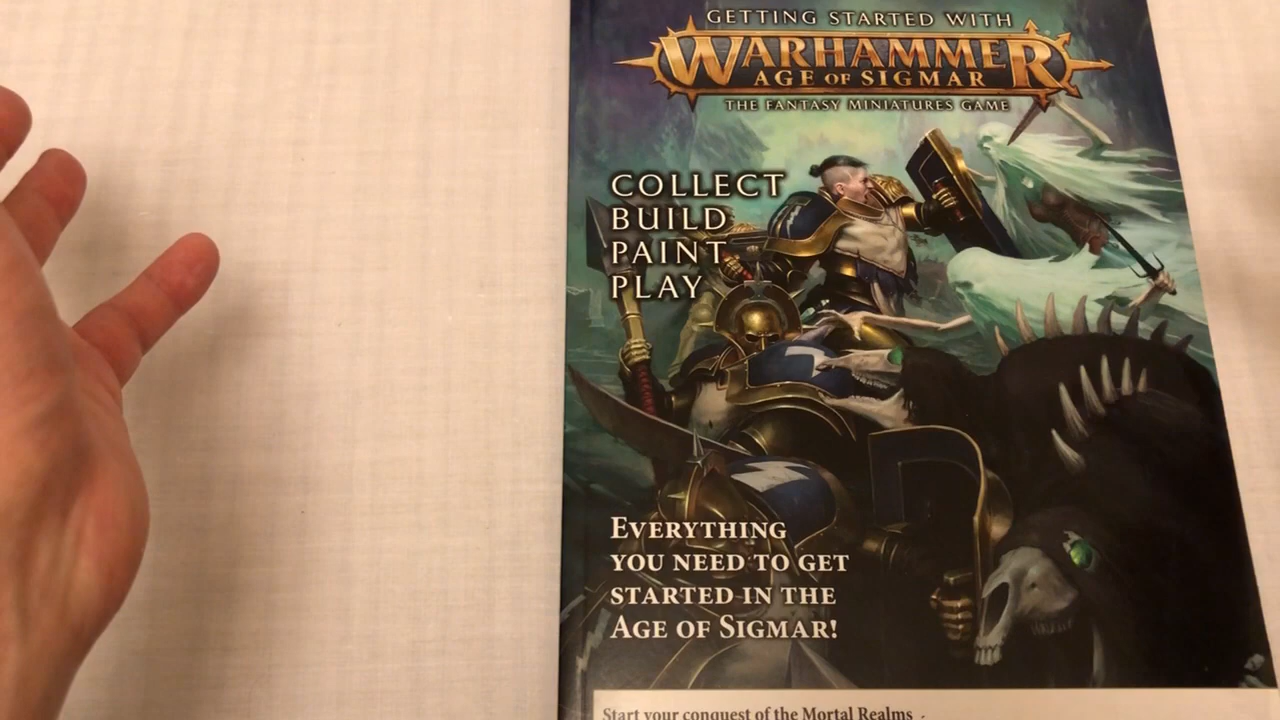 GETTING STARTED WITH
WARHAMMER
AGE OF SIGMAR
THE FANTASY MINIATURES GAME
COLLECT
BUILD
PAINT
PLAY
EVERYTHING
YOU NEED TO GET
STARTED IN THE
AGE OF SIGMAR!
Start your conquest of the Mortal Realms